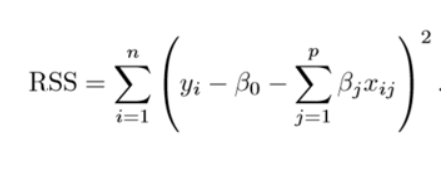 RSS = \sum_{i=1}^{n} \left( y_i - \beta_0 - \sum_{j=1}^{p} \beta_j x_{ij} \right)^2 .